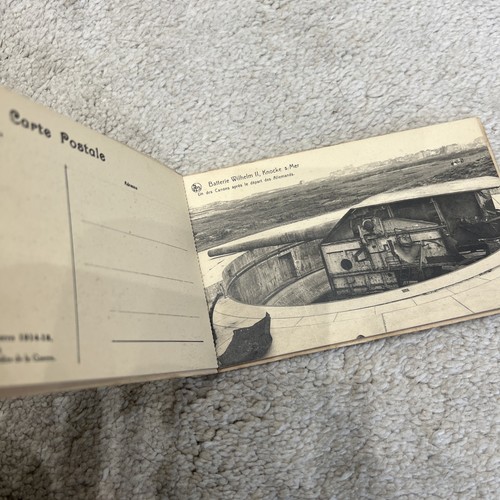 Carte Postale
Adresse
1914-18.
de la Guerre.
Batterie Wilhelm II, Knocke s. Mer
Un des Canons après le départ des Allemands.